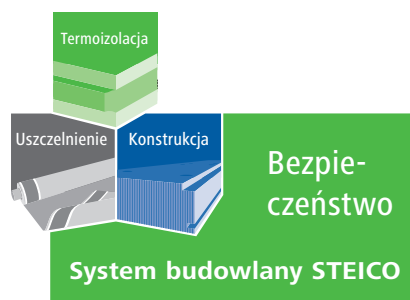 Termoizolacja
Uszczelnienie
Konstrukcja
Bezpie-
czeństwo
System budowlany STEICO